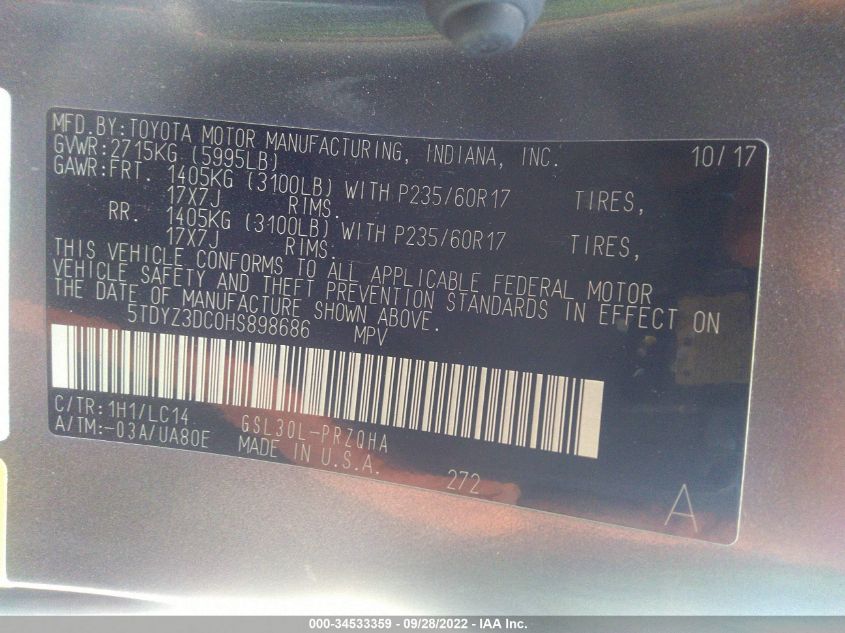 MFD.BY:TOYOTA MOTOR MANUFACTURING, INDIANA, INC. 10/17
GVWR:2715KG (5995LB)
GAWR:FRT. 1405KG (3100LB) WITH P235/60R17 TIRES,
17X7J RIMS.
RR. 1405KG (3100LB) WITH P235/60R17 TIRES,
17X7J RIMS.
THIS VEHICLE CONFORMS TO ALL APPLICABLE FEDERAL MOTOR
VEHICLE SAFETY AND THEFT PREVENTION STANDARDS IN EFFECT ON
THE DATE OF MANUFACTURE SHOWN ABOVE.
5TDYZ3DC0HS898686 MPV
C/TR:1H1/LC14 GSL30L-PRZQHA
A/TM:-03A/UA80E MADE IN U.S.A. 272
A
000-34533359 - 09/28/2022 - IAA Inc.